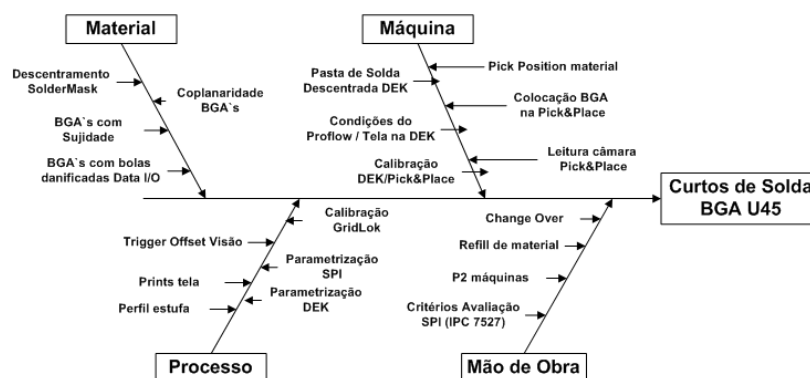 Material
Máquina
Descentramento
SolderMask
Coplanaridade
BGA`s
BGA`s com
Sujidade
BGA`s com bolas
danificadas Data I/O
Pasta de Solda
Descentrada DEK
Pick Position material
Colocação BGA
na Pick&Place
Condições do
Proflow / Tela na DEK
Leitura câmara
Pick&Place
Calibração
DEK/Pick&Place
Curtos de Solda
BGA U45
Calibração
GridLok
Trigger Offset Visão
Parametrização
SPI
Prints tela
Parametrização
DEK
Perfil estufa
Change Over
Refill de material
P2 máquinas
Critérios Avaliação
SPI (IPC 7527)
Processo
Mão de Obra